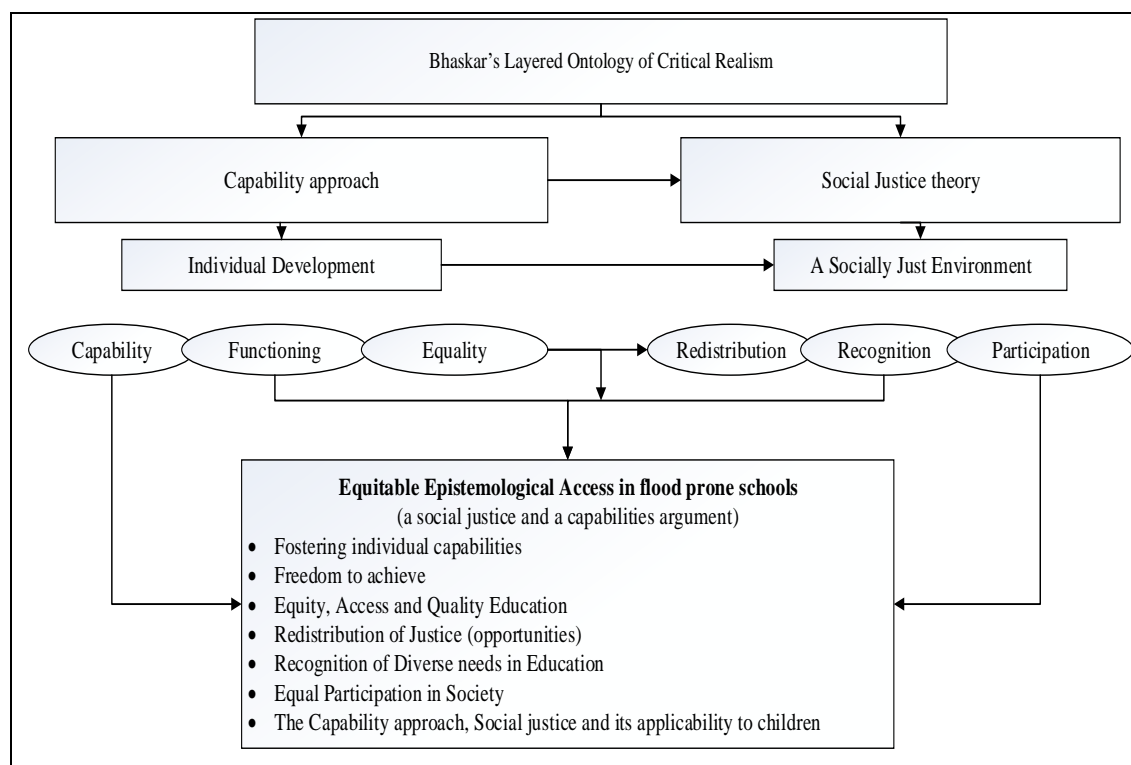 Bhaskar’s Layered Ontology of Critical Realism
Capability approach
Social Justice theory
Individual Development
A Socially Just Environment
Capability
Functioning
Equality
Redistribution
Recognition
Participation
Equitable Epistemological Access in flood prone schools
(a social justice and a capabilities argument)
• Fostering individual capabilities
• Freedom to achieve
• Equity, Access and Quality Education
• Redistribution of Justice (opportunities)
• Recognition of Diverse needs in Education
• Equal Participation in Society
• The Capability approach, Social justice and its applicability to children